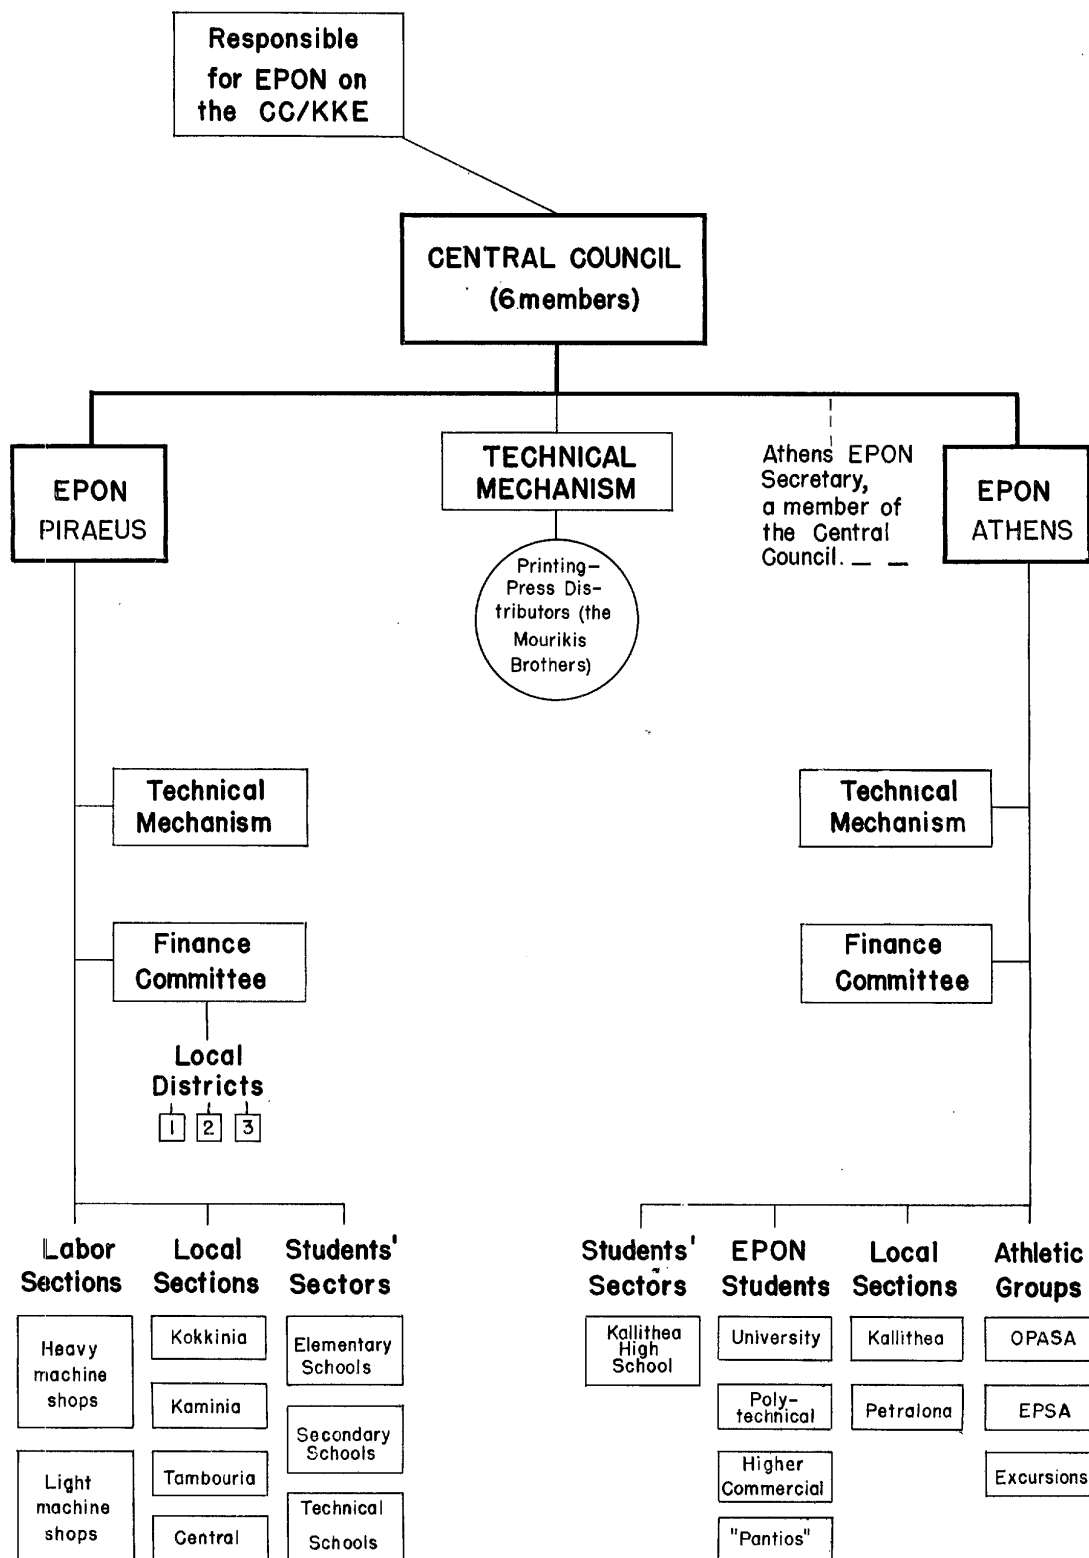 Responsible
for EPON on
the CC/KKE
CENTRAL COUNCIL
(6 members)
EPON
PIRAEUS
TECHNICAL
MECHANISM
Printing-
Press Dis-
tributors (the
Mourikis
Brothers)
Athens EPON
Secretary,
a member of
the Central
Council.
EPON
ATHENS
Technical
Mechanism
Finance
Committee
Local
Districts
1 2 3
Technical
Mechanism
Finance
Committee
Labor
Sections
Heavy
machine
shops
Light
machine
shops
Local
Sections
Kokkinia
Kaminia
Tambouria
Central
Students'
Sectors
Elementary
Schools
Secondary
Schools
Technical
Schools
Students'
Sectors
Kallithea
High
School
EPON
Students
University
Poly-
technical
Higher
Commercial
"Pantios"
Local
Sections
Kallithea
Petralona
Athletic
Groups
OPASA
EPSA
Excursions